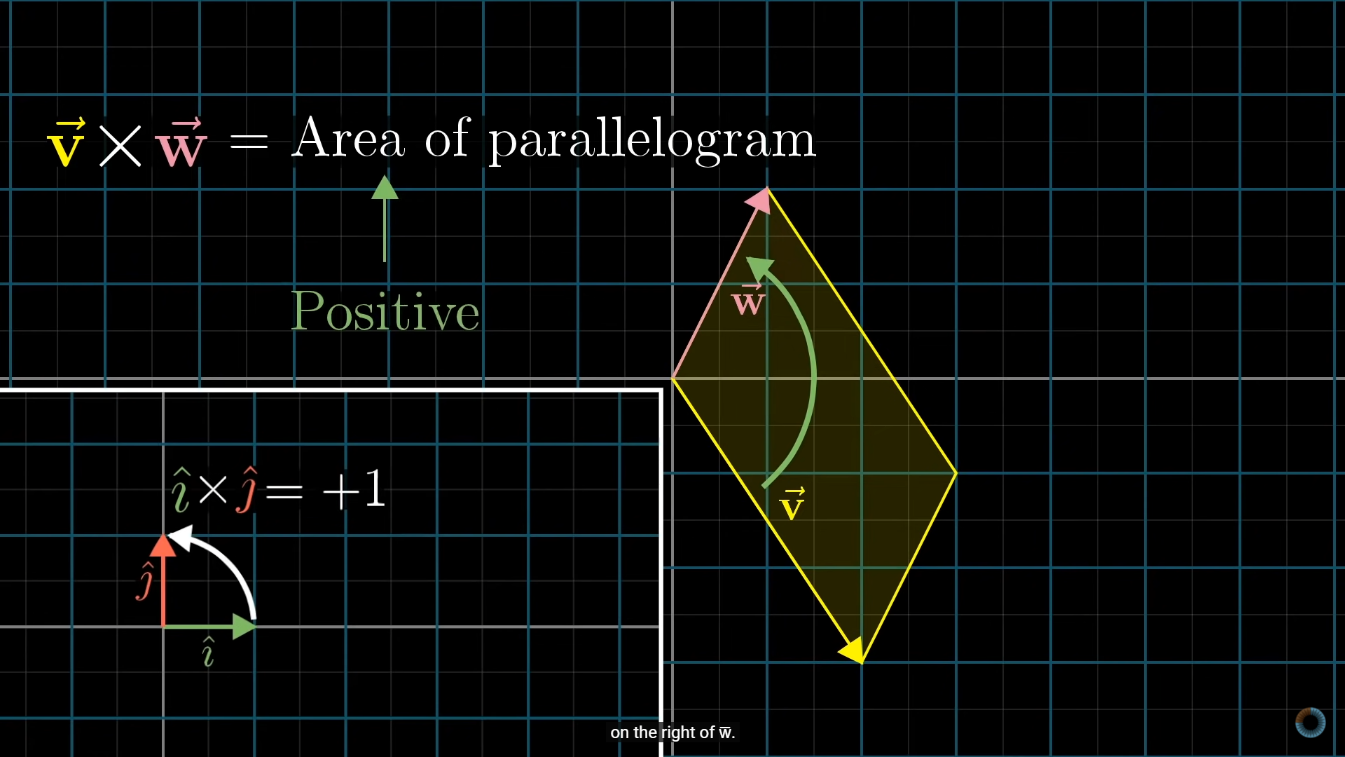 v⃗ × w⃗ = Area of parallelogram
Positive
w⃗
v⃗
î × ĵ = +1
ĵ
î
on the right of w̅.